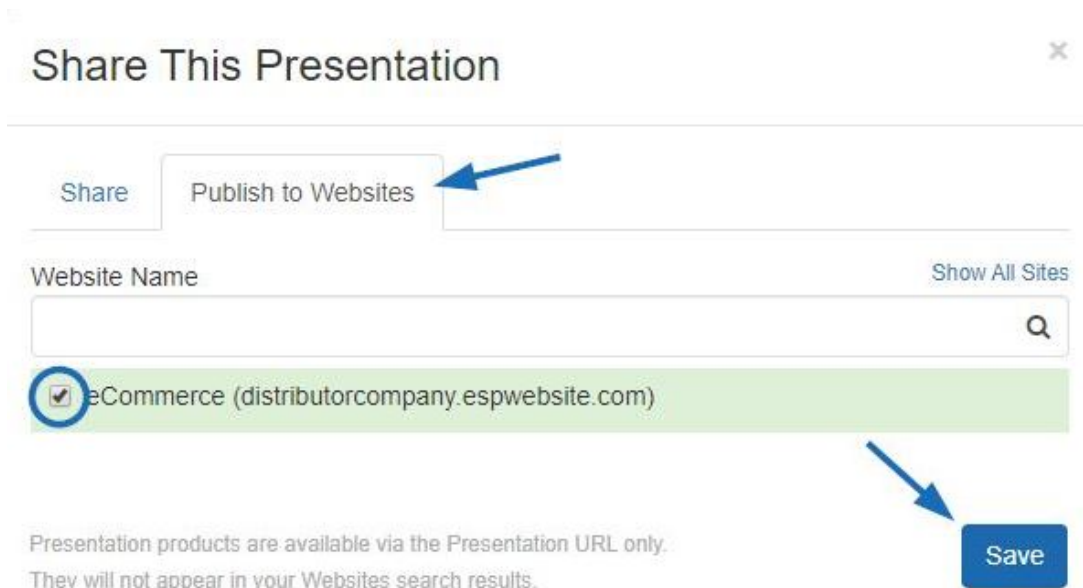 Share This Presentation
×
Share
Publish to Websites
Website Name
Show All Sites
eCommerce (distributorcompany.espwebsite.com)
Presentation products are available via the Presentation URL only.
Save
They will not appear in your Websites search results.